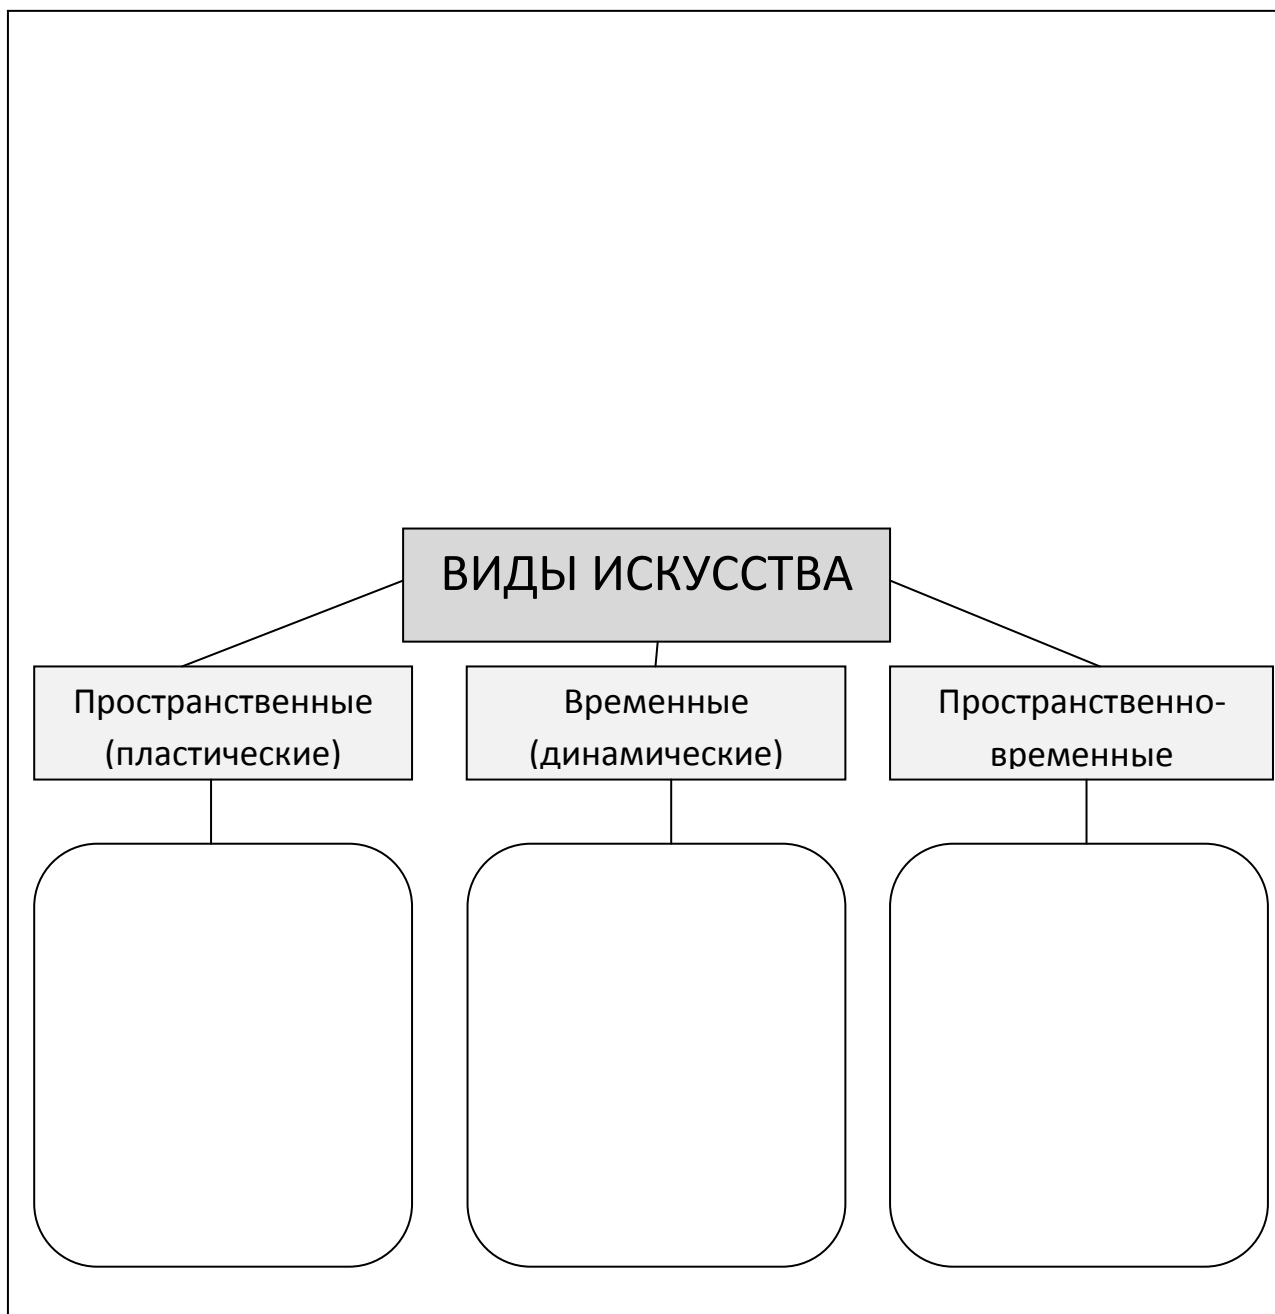 ВИДЫ ИСКУССТВА
Пространственные
(пластические)
Временные
(динамические)
Пространственно-
временные